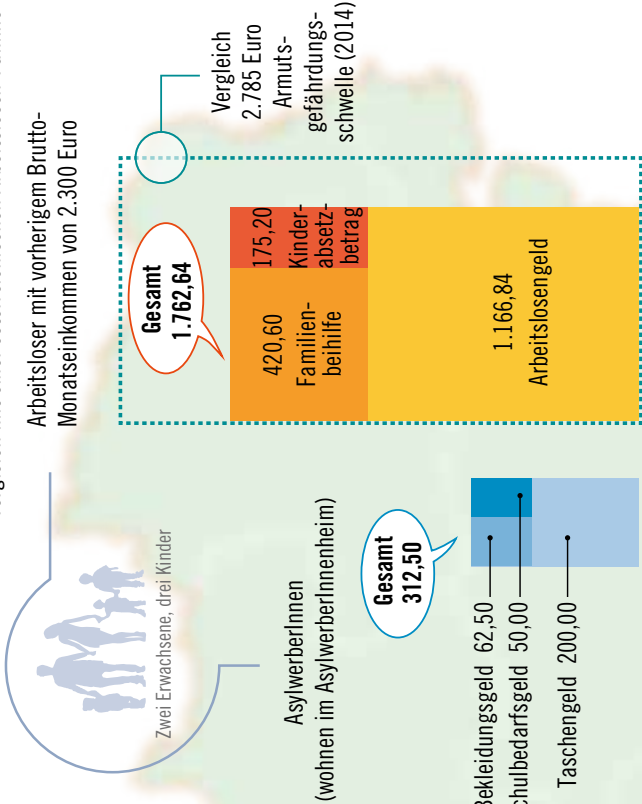 Arbeitsloser mit vorherigem Brutto-
Monatseinkommen von 2.300 Euro
Zwei Erwachsene, drei Kinder
Gesamt
1.762,64
Vergleich
2.785 Euro
Armuts-
gefährdungs-
schwelle (2014)
420,60
Familien-
beihilfe
175,20
Kinder-
absetz-
betrag
1.166,84
Arbeitslosengeld
AsylwerberInnen
(wohnen im AsylwerberInnenheim)
Gesamt
312,50
Bekleidungsgeld 62,50
chulbedarfsgeld 50,00
Taschengeld 200,00